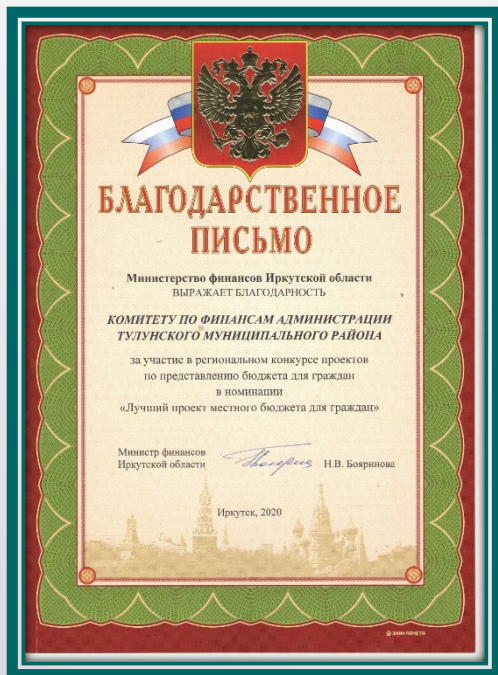 БЛАГОДАРСТВЕННОЕ
ПИСЬМО
Министерство финансов Иркутской области
ВЫРАЖАЕТ БЛАГОДАРНОСТЬ
КОМИТЕТУ ПО ФИНАНСАМ АДМИНИСТРАЦИИ
ТУЛУНСКОГО МУНИЦИПАЛЬНОГО РАЙОНА
за участие в региональном конкурсе проектов
по представлению бюджета для граждан
в номинации
«Лучший проект местного бюджета для граждан»
Министр финансов
Иркутской области Н.В. Бояринова
Иркутск, 2020
ЗНАК ПОЧЕТА